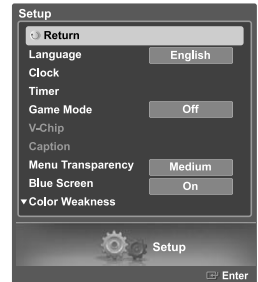 Setup
Return
Language English
Clock
Timer
Game Mode Off
V-Chip
Caption
Menu Transparency Medium
Blue Screen On
▼Color Weakness
Setup
Enter